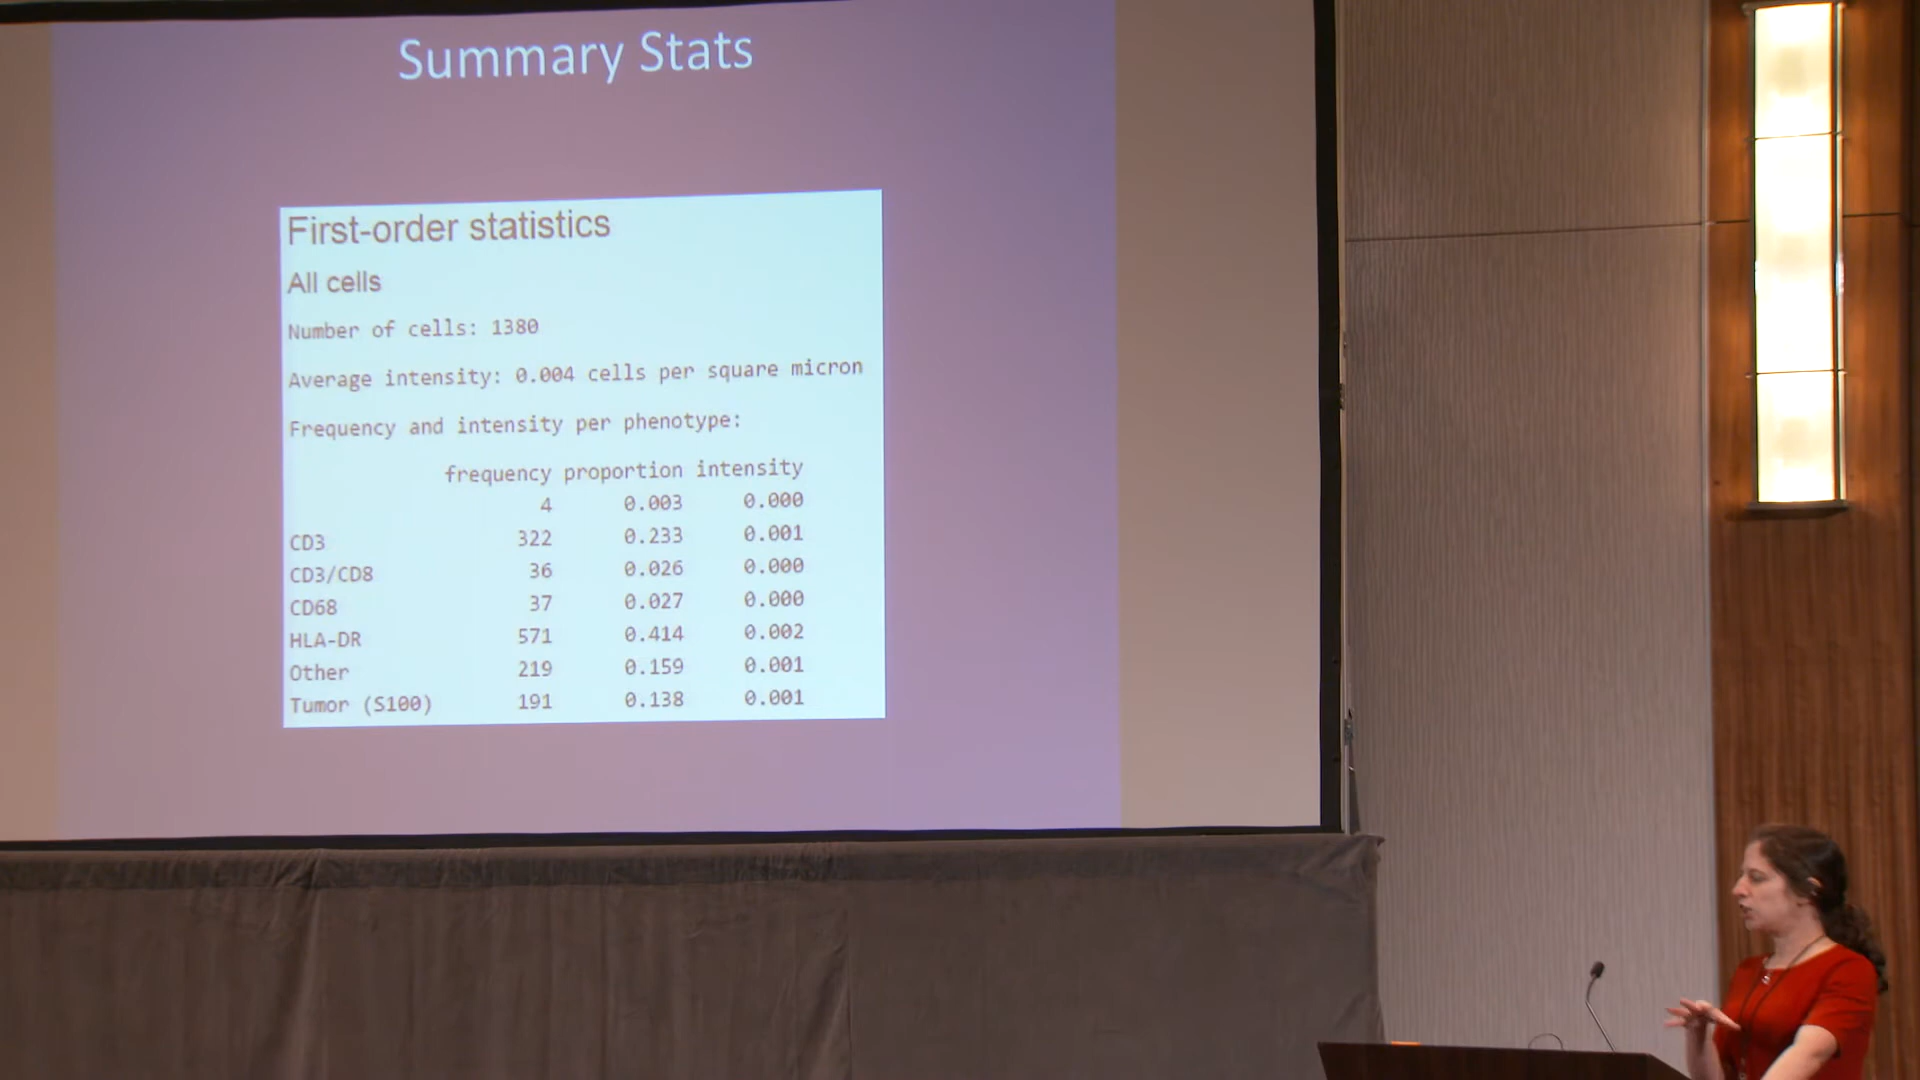 Summary Stats
First-order statistics
All cells
Number of cells: 1380
Average intensity: 0.004 cells per square micron
Frequency and intensity per phenotype:
frequency proportion intensity
4 0.003 0.000
CD3 322 0.233 0.001
CD3/CD8 36 0.026 0.000
CD68 37 0.027 0.000
HLA-DR 571 0.414 0.002
Other 219 0.159 0.001
Tumor (S100) 191 0.138 0.001